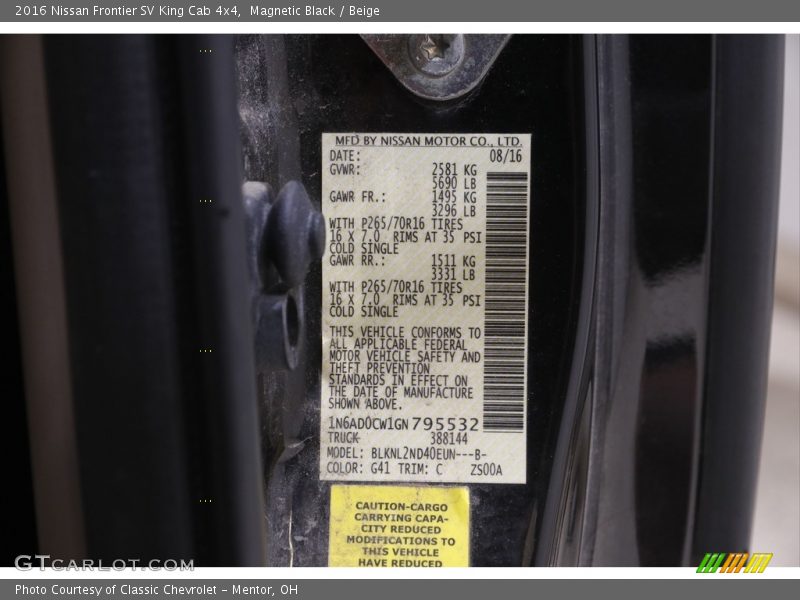 2016 Nissan Frontier SV King Cab 4x4, Magnetic Black / Beige
MFD BY NISSAN MOTOR CO., LTD.
DATE: 08/16
GVWR: 2581 KG
5690 LB
GAWR FR.: 1495 KG
3296 LB
WITH P265/70R16 TIRES
16 X 7.0 RIMS AT 35 PSI
COLD SINGLE
GAWR RR.: 1511 KG
3331 LB
WITH P265/70R16 TIRES
16 X 7.0 RIMS AT 35 PSI
COLD SINGLE
THIS VEHICLE CONFORMS TO
ALL APPLICABLE FEDERAL
MOTOR VEHICLE SAFETY AND
THEFT PREVENTION
STANDARDS IN EFFECT ON
THE DATE OF MANUFACTURE
SHOWN ABOVE.
1N6AD0CW1GN795532
TRUCK 388144
MODEL: BLKNL2ND40EUN---B-
COLOR: G41 TRIM: C ZS00A
CAUTION-CARGO
CARRYING CAPA-
CITY REDUCED
MODIFICATIONS TO
THIS VEHICLE
HAVE REDUCED
GTCARLOT.COM
Photo Courtesy of Classic Chevrolet - Mentor, OH